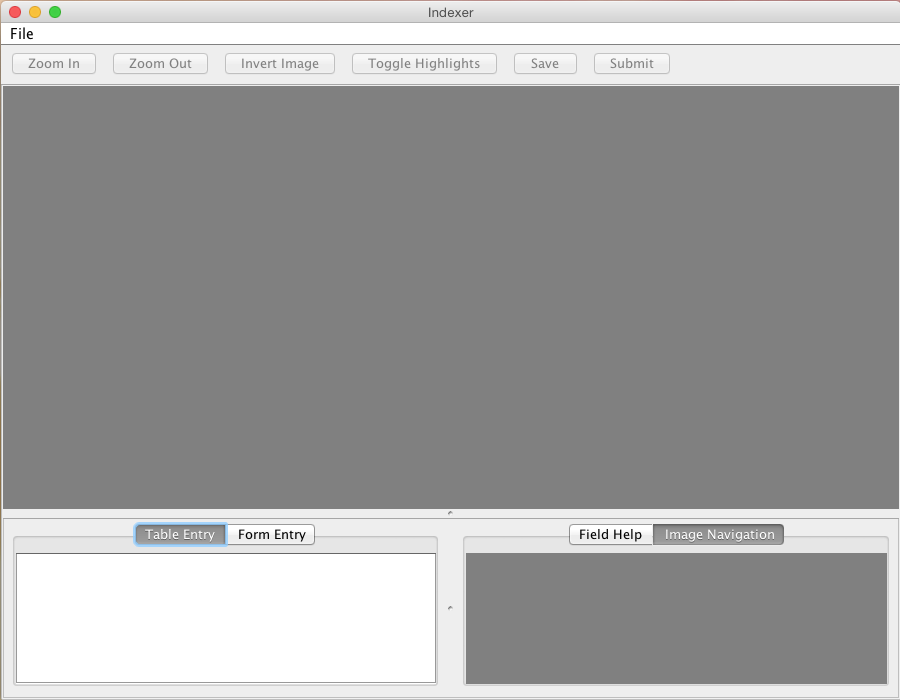 Indexer
File
Zoom In Zoom Out Invert Image Toggle Highlights Save Submit
Table Entry Form Entry Field Help Image Navigation